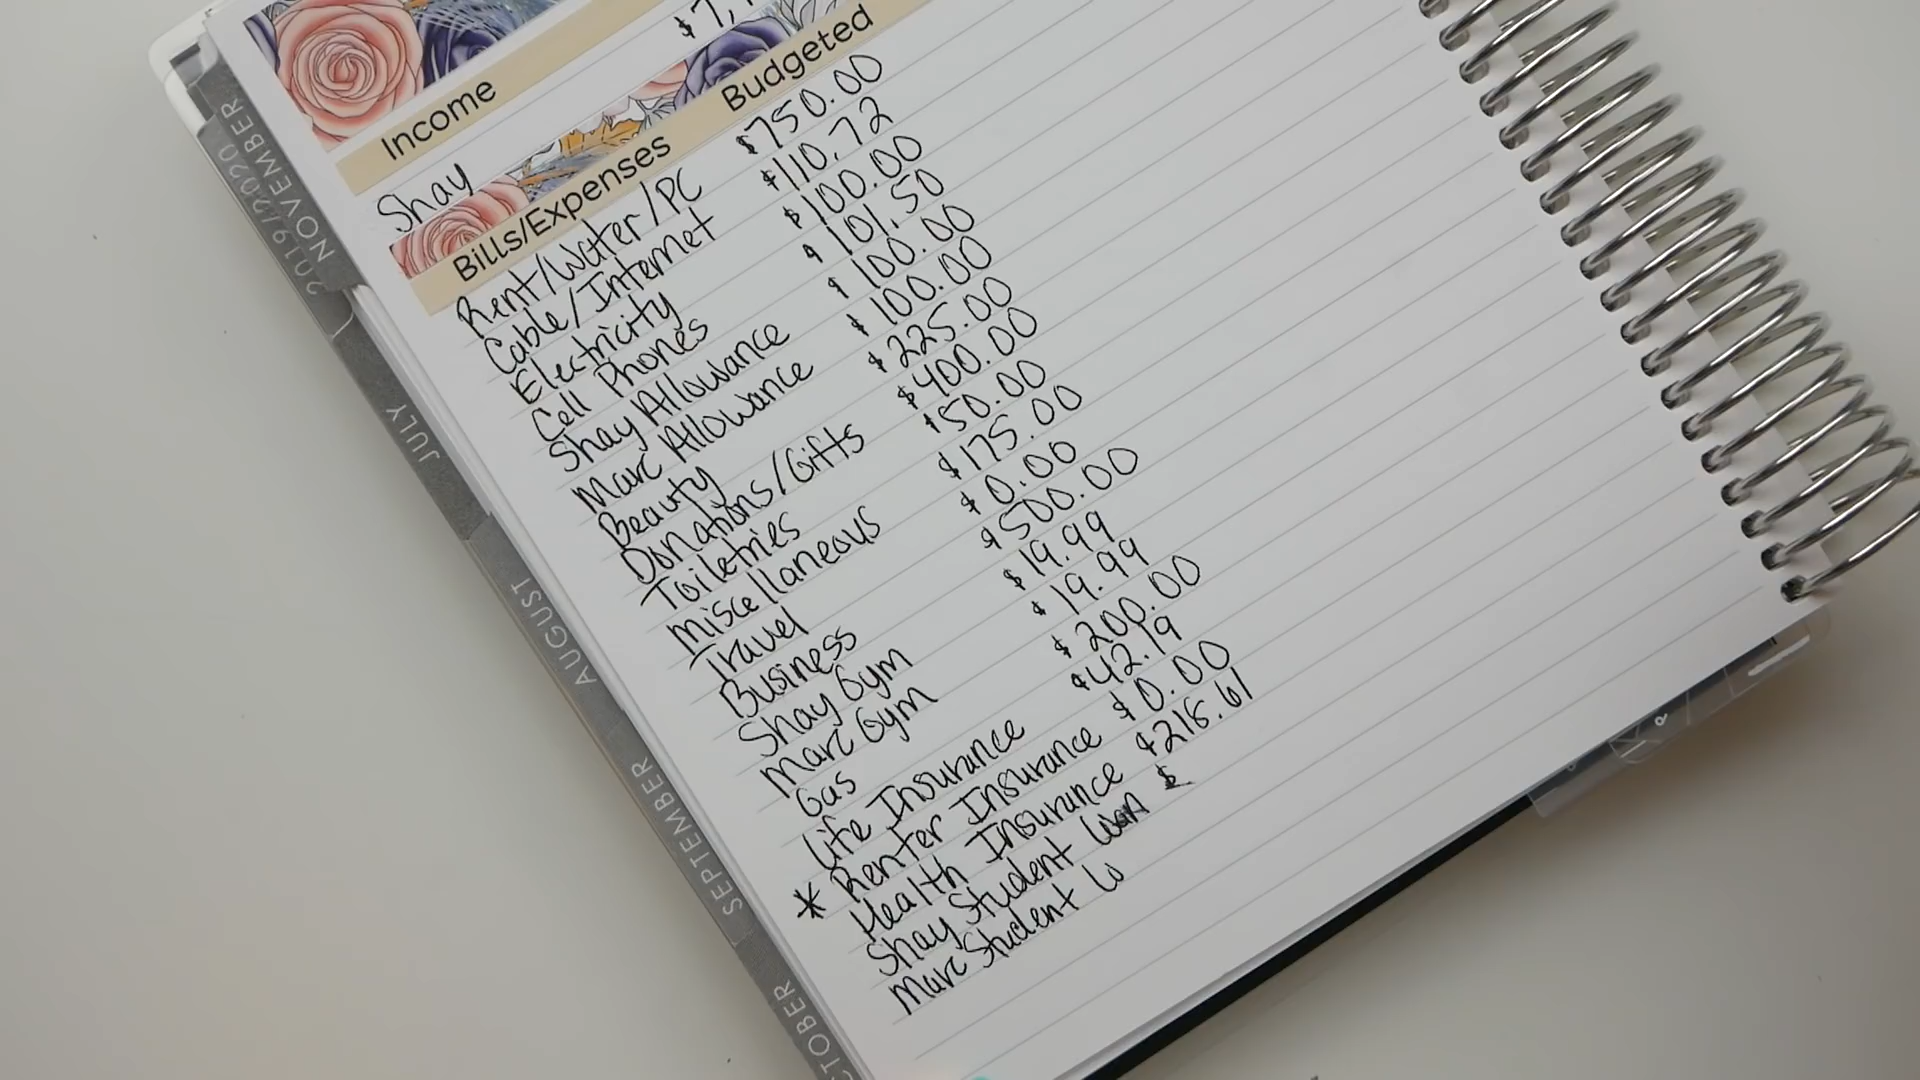 Income
Shay $7,
Bills/Expenses Budgeted
Rent/Water/PC $750.00
Cable/Internet $110.72
Electricity $100.00
Cell Phones $101.50
Shay Allowance $100.00
Marc Allowance $100.00
Beauty $225.00
Donations/Gifts $400.00
Toiletries $50.00
Miscellaneous $175.00
Travel $0.00
Business $500.00
Shay Gym $19.99
Marc Gym $19.99
Gas $200.00
Life Insurance $42.19
* Renter Insurance $0.00
Health Insurance $218.61
Shay Student Loan $
Marc Student Lo
2019/2020
NOVEMBER
JULY
AUGUST
SEPTEMBER
CTOBER